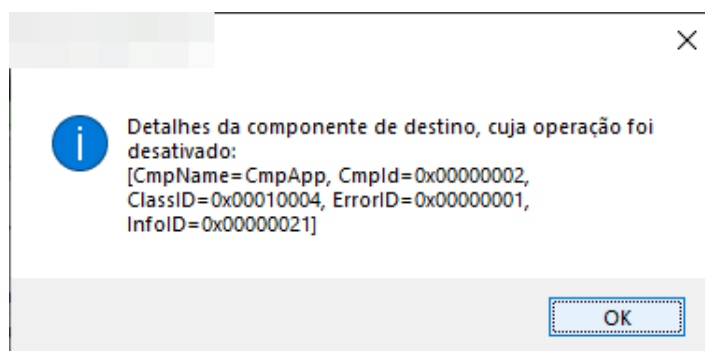 Detalhes da componente de destino, cuja operação foi
desativado:
[CmpName=CmpApp, CmpId=0x00000002,
ClassID=0x00010004, ErrorID=0x00000001,
InfoID=0x00000021]
OK